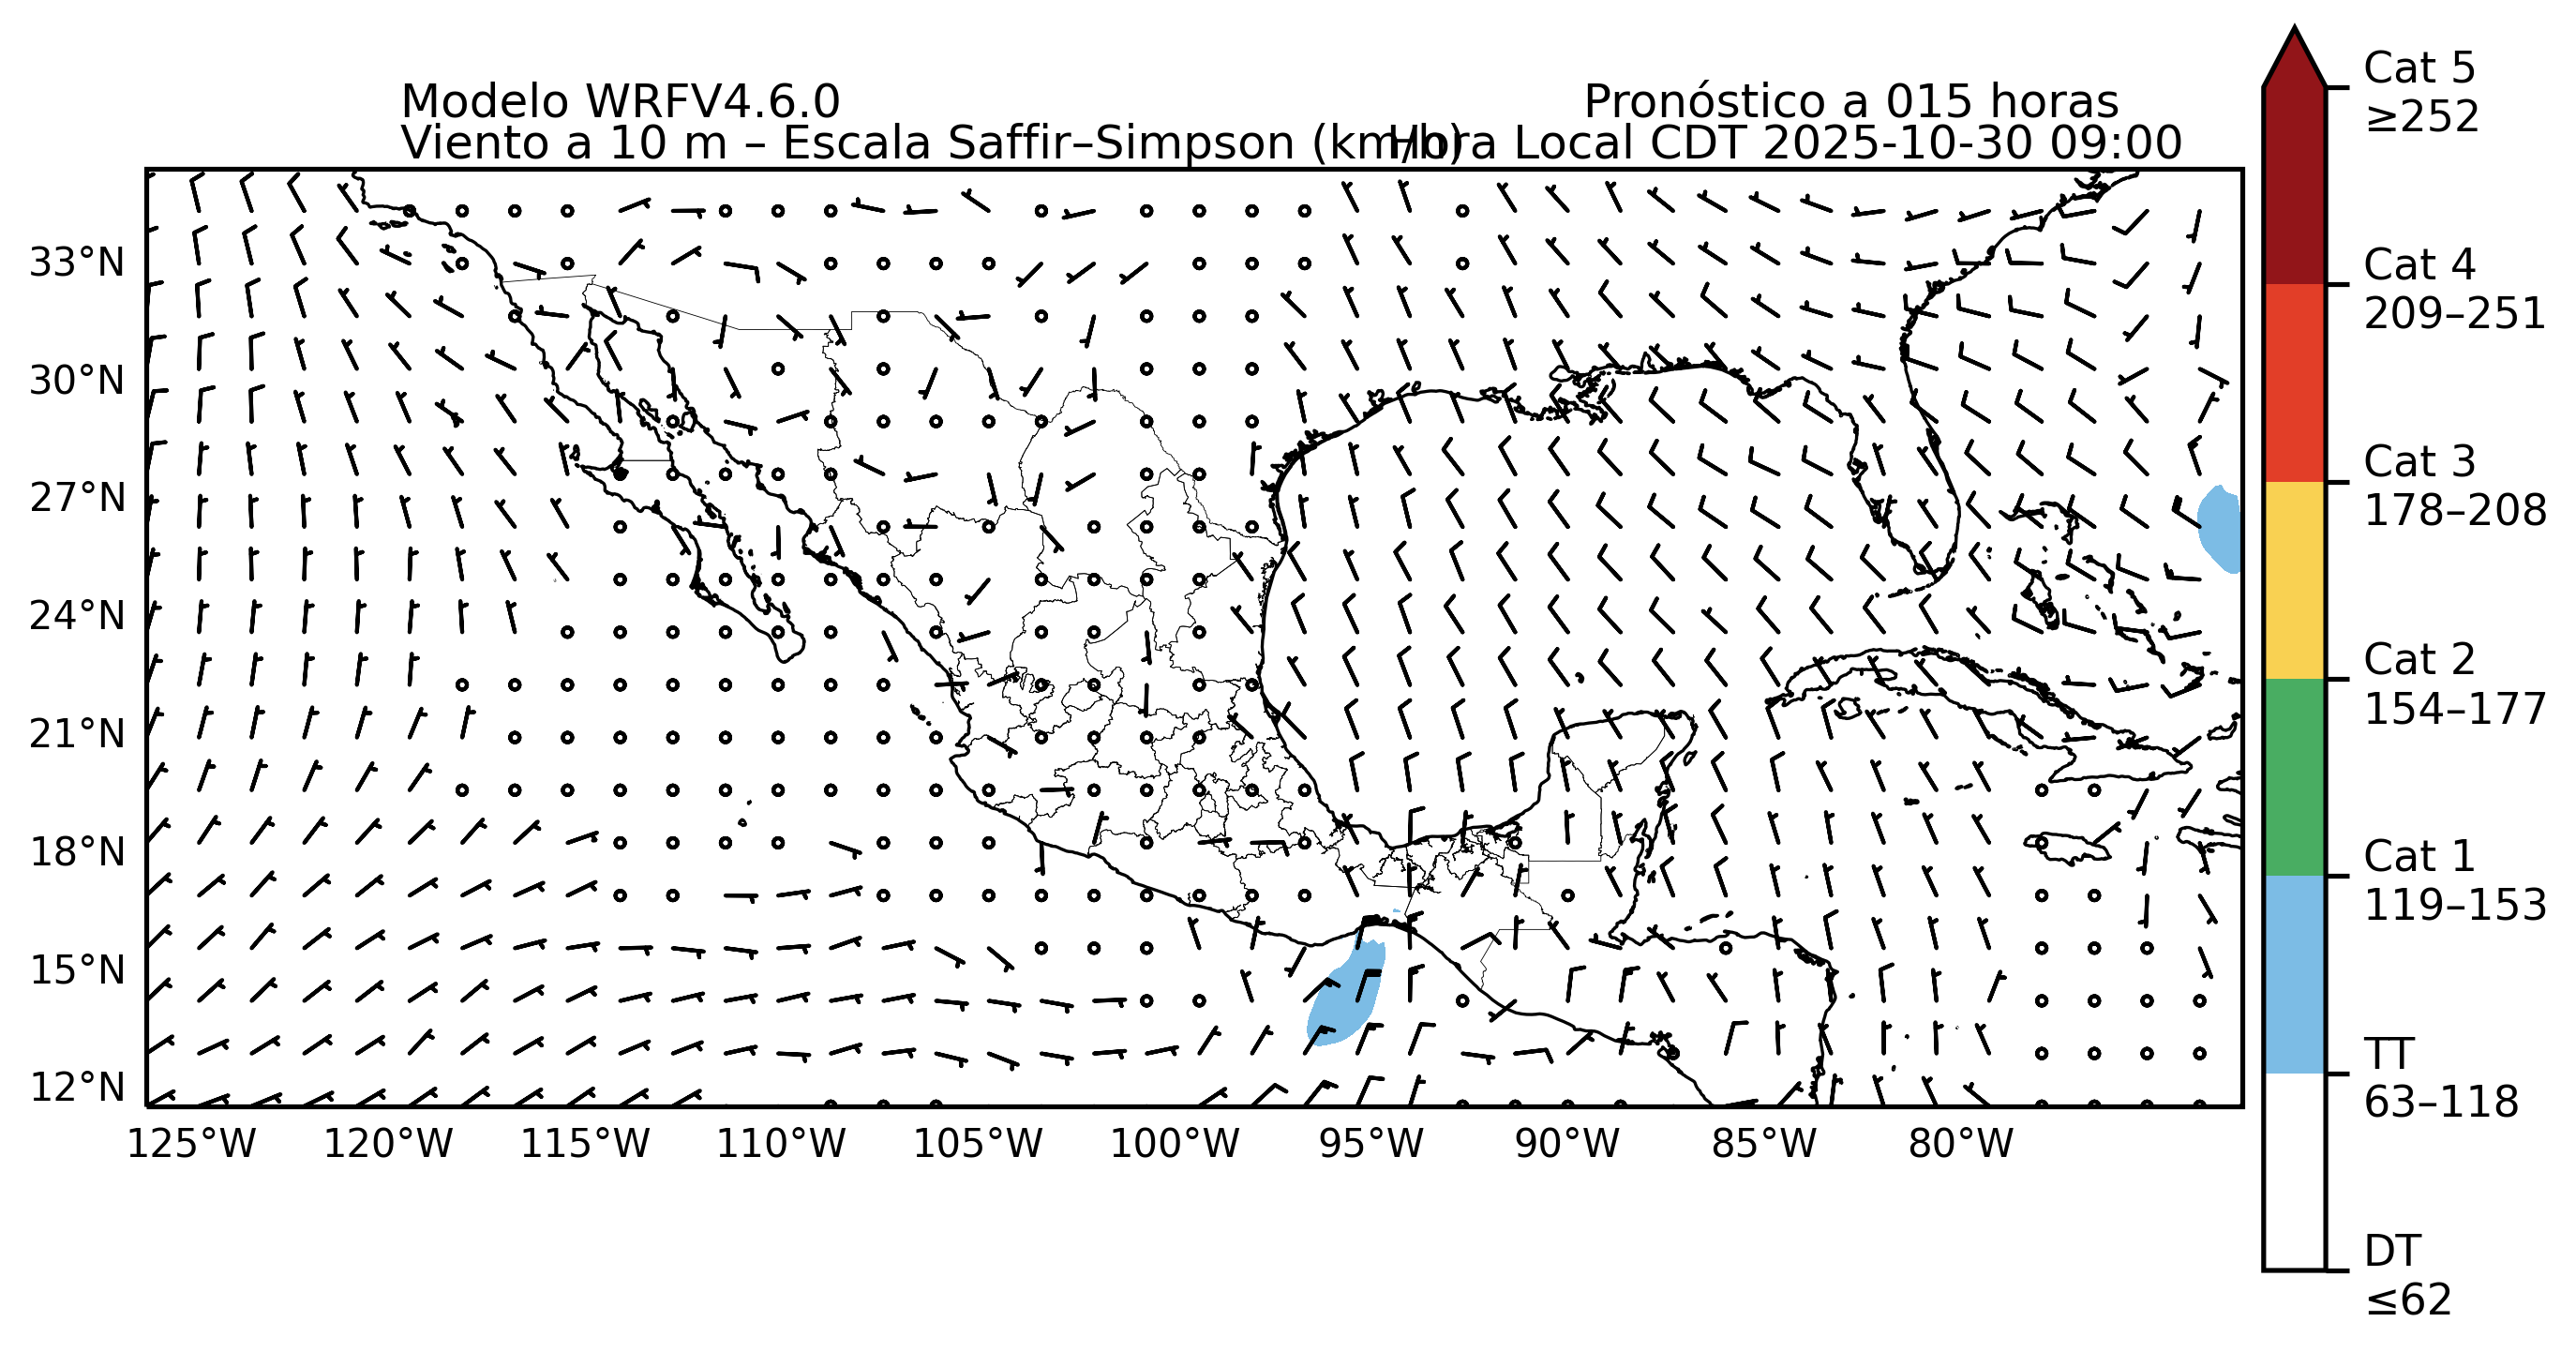 Modelo WRFV4.6.0
Pronóstico a 015 horas
Viento a 10 m – Escala Saffir–Simpson (km/h)
Hora Local CDT 2025-10-30 09:00
33°N
30°N
27°N
24°N
21°N
18°N
15°N
12°N
125°W
120°W
115°W
110°W
105°W
100°W
95°W
90°W
85°W
80°W
Cat 5
≥252
Cat 4
209–251
Cat 3
178–208
Cat 2
154–177
Cat 1
119–153
TT
63–118
DT
≤62